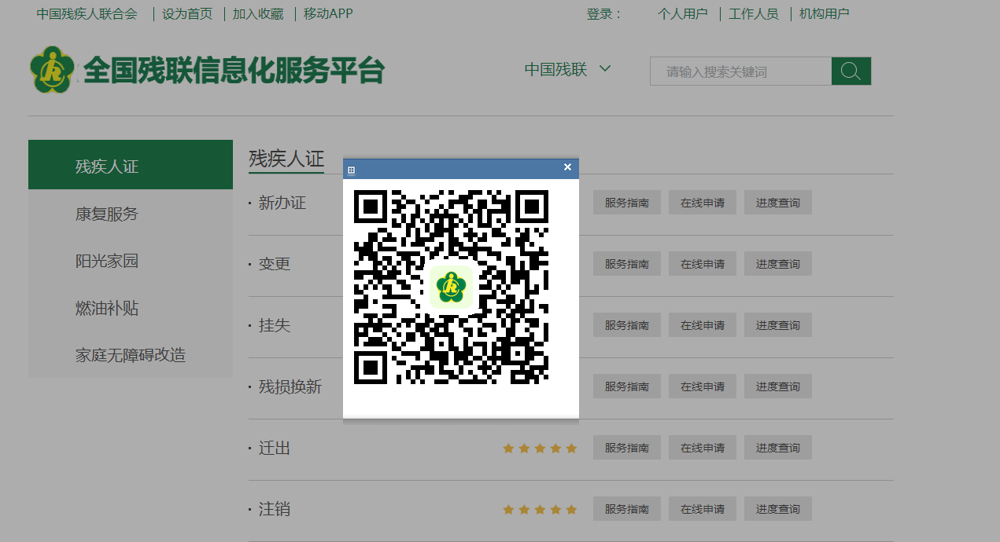 中国残疾人联合会 设为首页 加入收藏 移动APP 登录： 个人用户 工作人员 机构用户
全国残联信息化服务平台 中国残联 请输入搜索关键词
残疾人证
康复服务
阳光家园
燃油补贴
家庭无障碍改造
残疾人证
新办证 服务指南 在线申请 进度查询
变更 服务指南 在线申请 进度查询
挂失 服务指南 在线申请 进度查询
残损换新 服务指南 在线申请 进度查询
迁出 服务指南 在线申请 进度查询
注销 服务指南 在线申请 进度查询